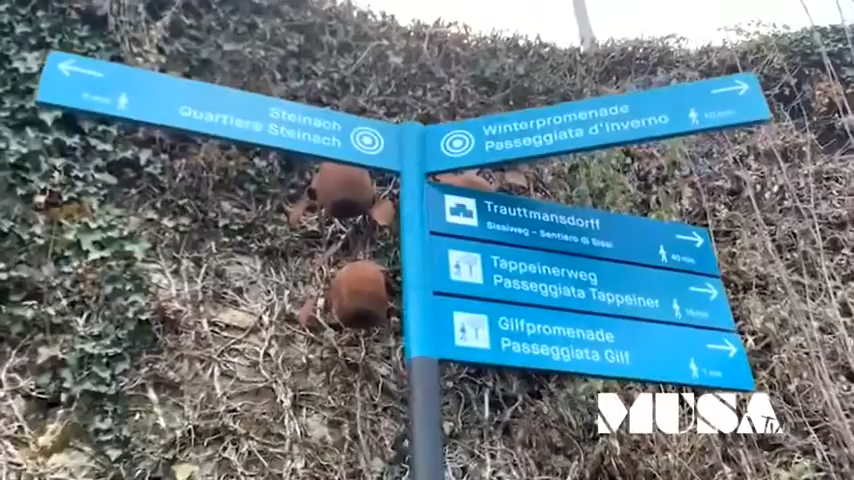 Steinach
Quartiere Steinach
Winterpromenade
Passeggiata d'Inverno
Trauttmansdorff
Sissiweg - Sentiero di Sissi
40 min.
Tappeinerweg
Passeggiata Tappeiner
Gilfpromenade
Passeggiata Gilf
MUSA TV